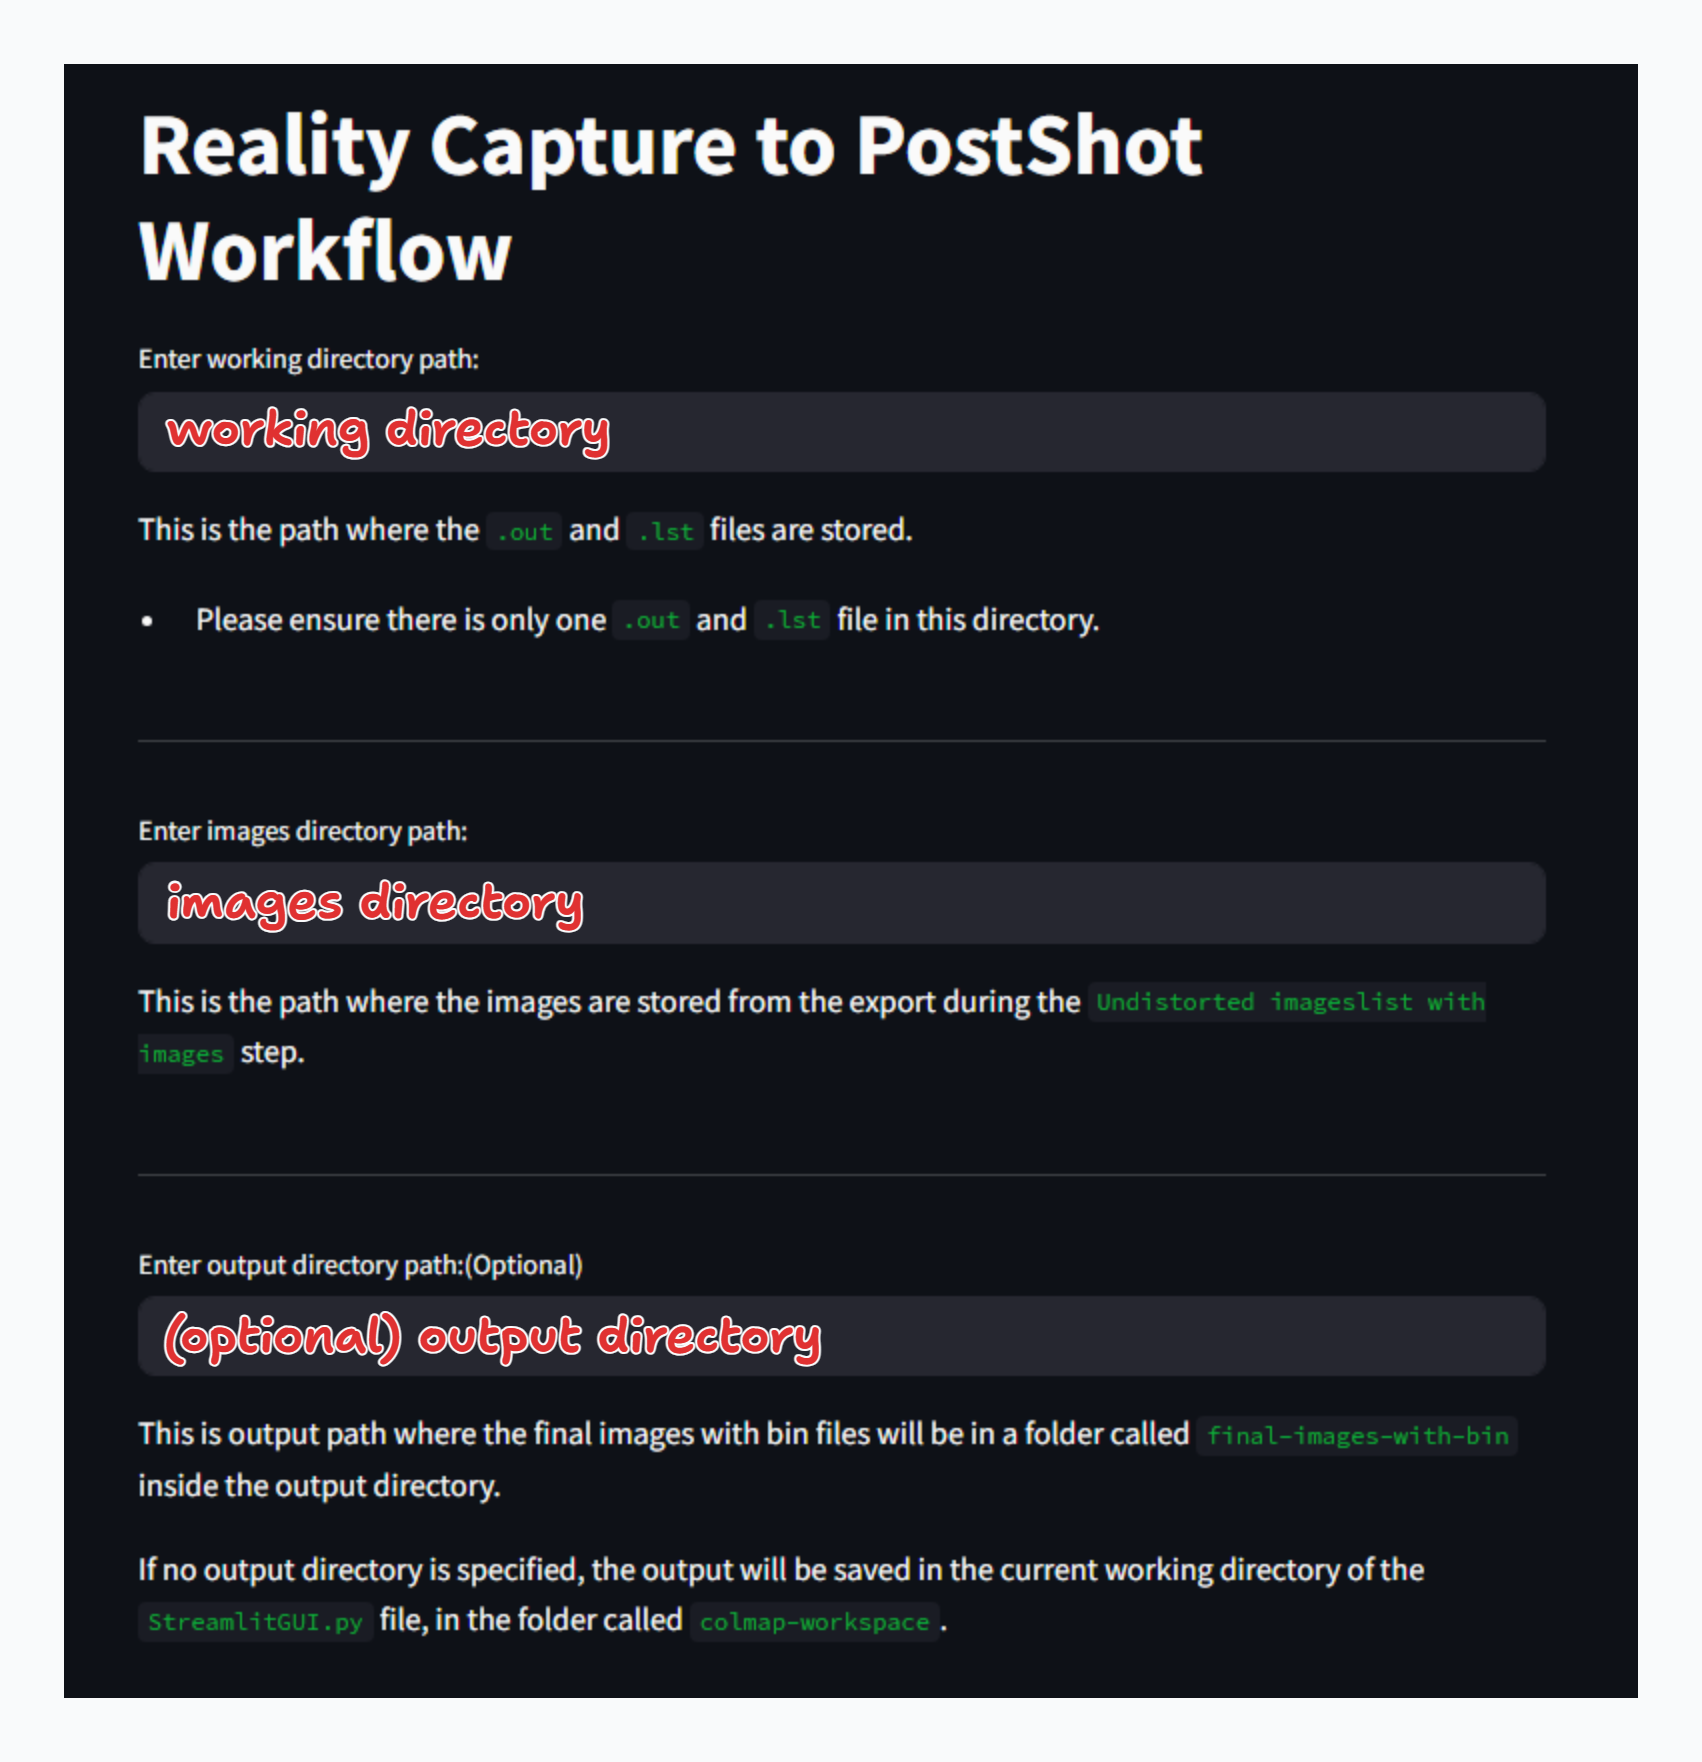 Reality Capture to PostShot
Workflow
Enter working directory path:
working directory
This is the path where the .out and .lst files are stored.
• Please ensure there is only one .out and .lst file in this directory.
Enter images directory path:
images directory
This is the path where the images are stored from the export during the Undistorted imageslist with
images step.
Enter output directory path:(Optional)
(optional) output directory
This is output path where the final images with bin files will be in a folder called final-images-with-bin
inside the output directory.
If no output directory is specified, the output will be saved in the current working directory of the
StreamlitGUI.py file, in the folder called colmap-workspace.